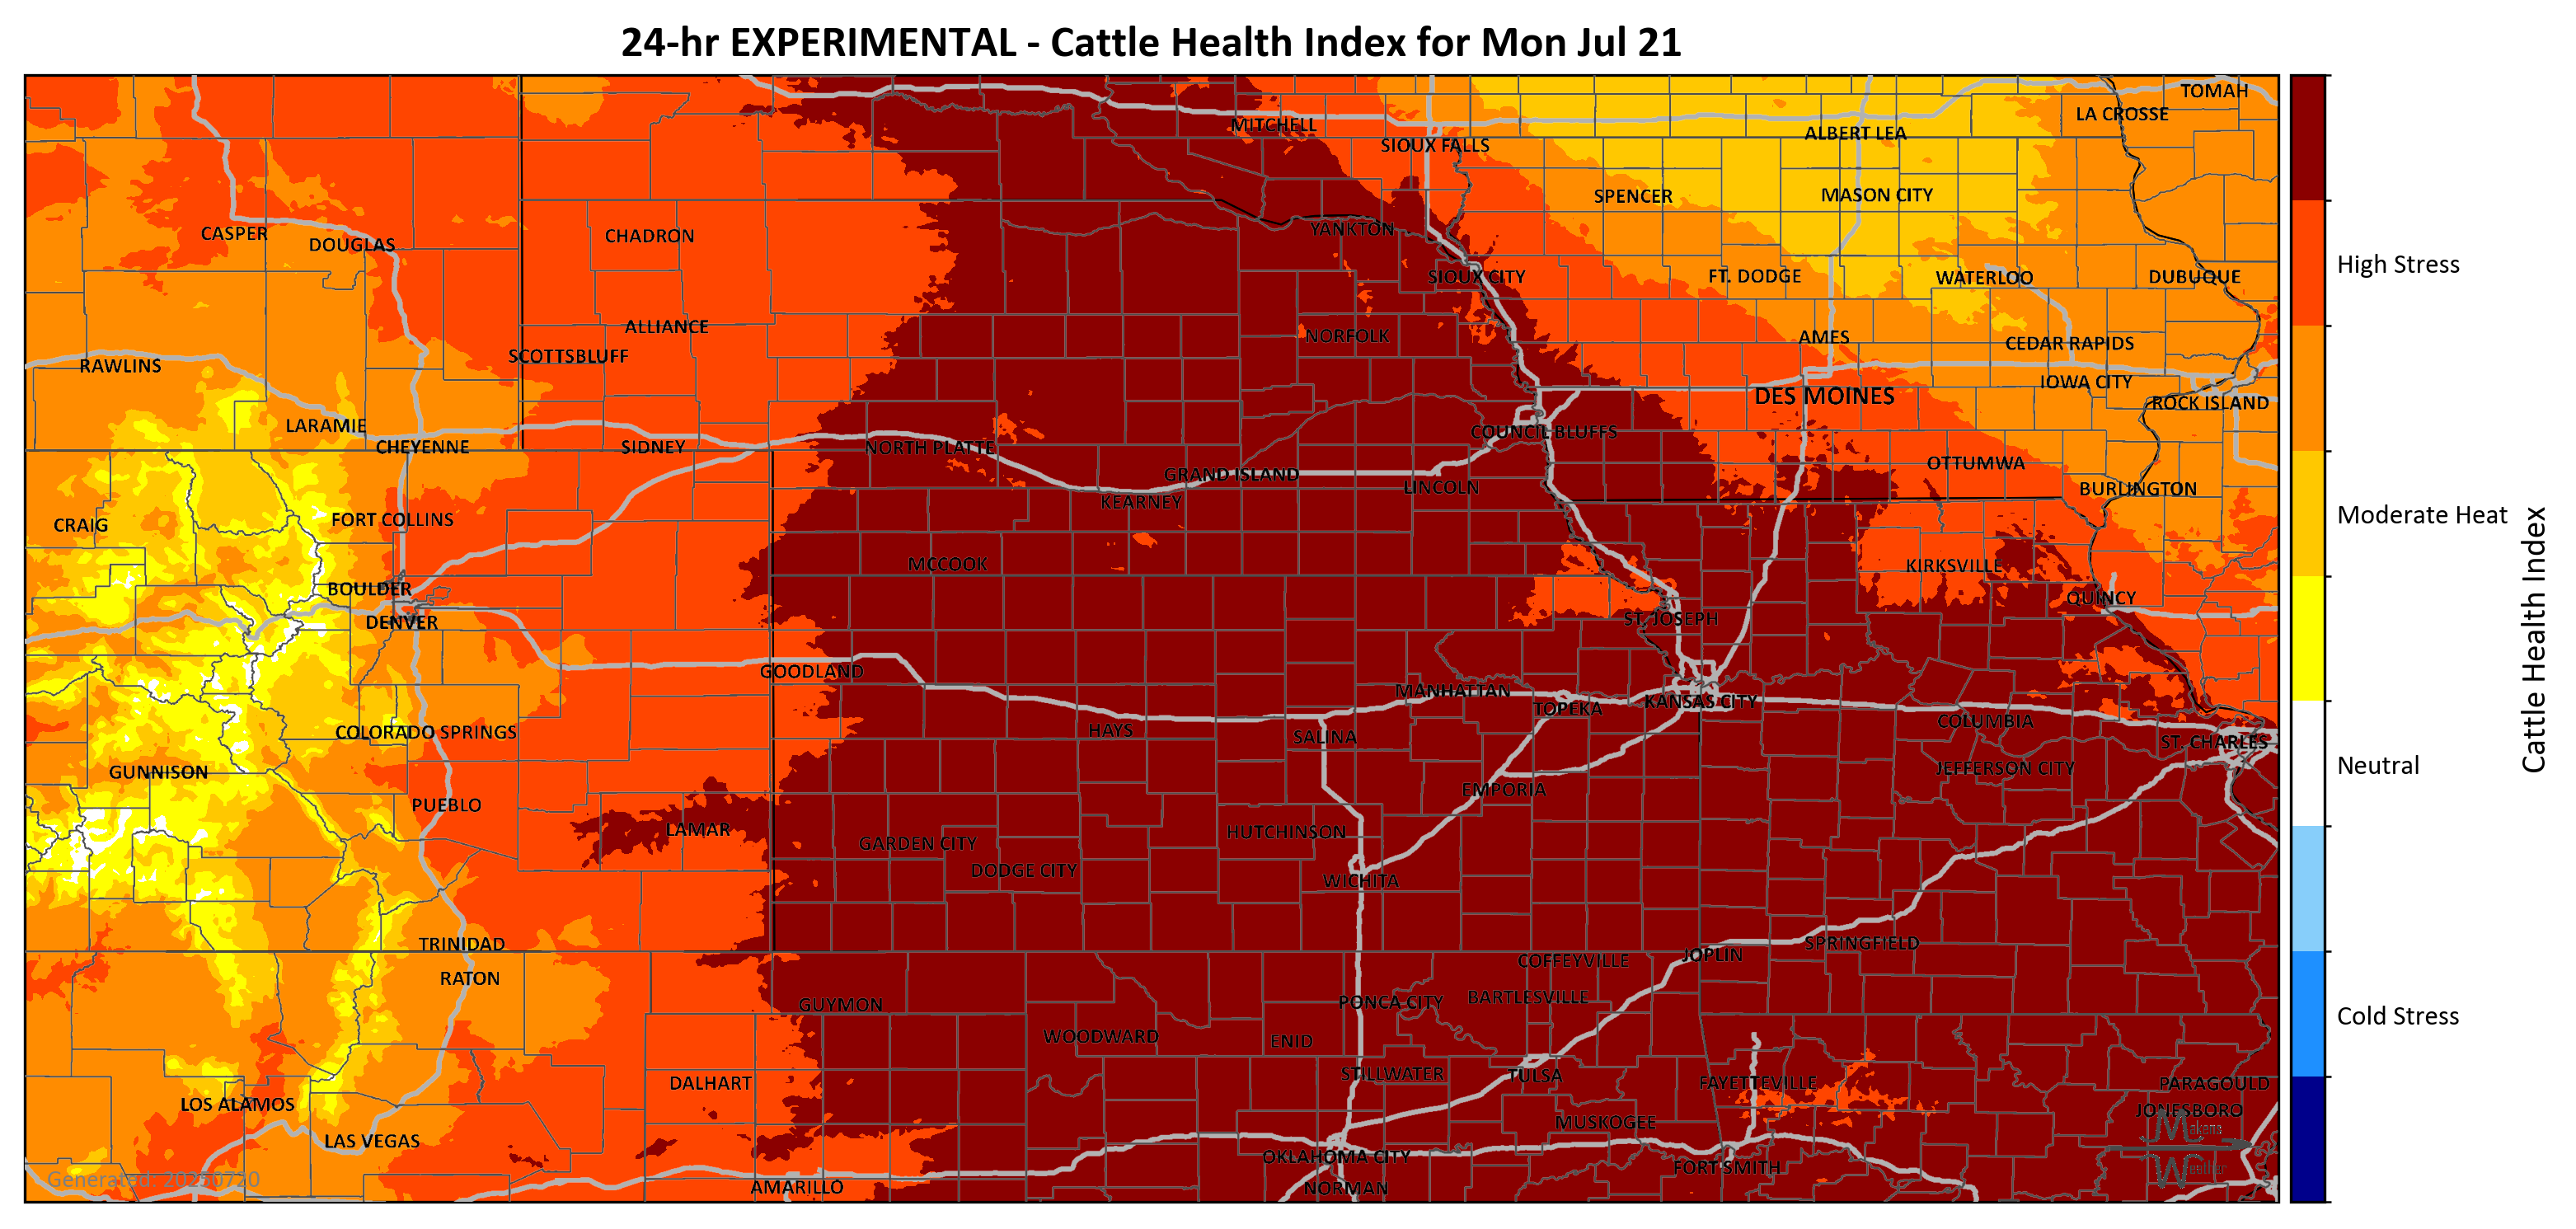 24-hr EXPERIMENTAL - Cattle Health Index for Mon Jul 21
TOMAH
LA CROSSE
MITCHELL
ALBERT LEA
SIOUX FALLS
SPENCER
MASON CITY
CASPER
DOUGLAS
CHADRON
YANKTON
High Stress
SIOUX CITY
FT. DODGE
WATERLOO
DUBUQUE
ALLIANCE
NORFOLK
AMES
CEDAR RAPIDS
SCOTTSBLUFF
RAWLINS
IOWA CITY
DES MOINES
ROCK ISLAND
LARAMIE
COUNCIL BLUFFS
CHEYENNE
SIDNEY
NORTH PLATTE
OTTUMWA
GRAND ISLAND
LINCOLN
BURLINGTON
KEARNEY
Moderate Heat
CRAIG
FORT COLLINS
MCCOOK
KIRKSVILLE
BOULDER
QUINCY
DENVER
ST. JOSEPH
Cattle Health Index
GOODLAND
MANHATTAN
KANSAS CITY
TOPEKA
COLUMBIA
COLORADO SPRINGS
HAYS
SALINA
ST. CHARLES
Neutral
GUNNISON
JEFFERSON CITY
EMPORIA
PUEBLO
LAMAR
HUTCHINSON
GARDEN CITY
DODGE CITY
WICHITA
TRINIDAD
SPRINGFIELD
JOPLIN
COFFEYVILLE
RATON
BARTLESVILLE
PONCA CITY
GUYMON
Cold Stress
WOODWARD
ENID
STILLWATER
TULSA
DALHART
FAYETTEVILLE
PARAGOULD
LOS ALAMOS
JONESBORO
MUSKOGEE
Makens
LAS VEGAS
OKLAHOMA CITY
FORT SMITH
Weather
Generated: 20250720
AMARILLO
NORMAN